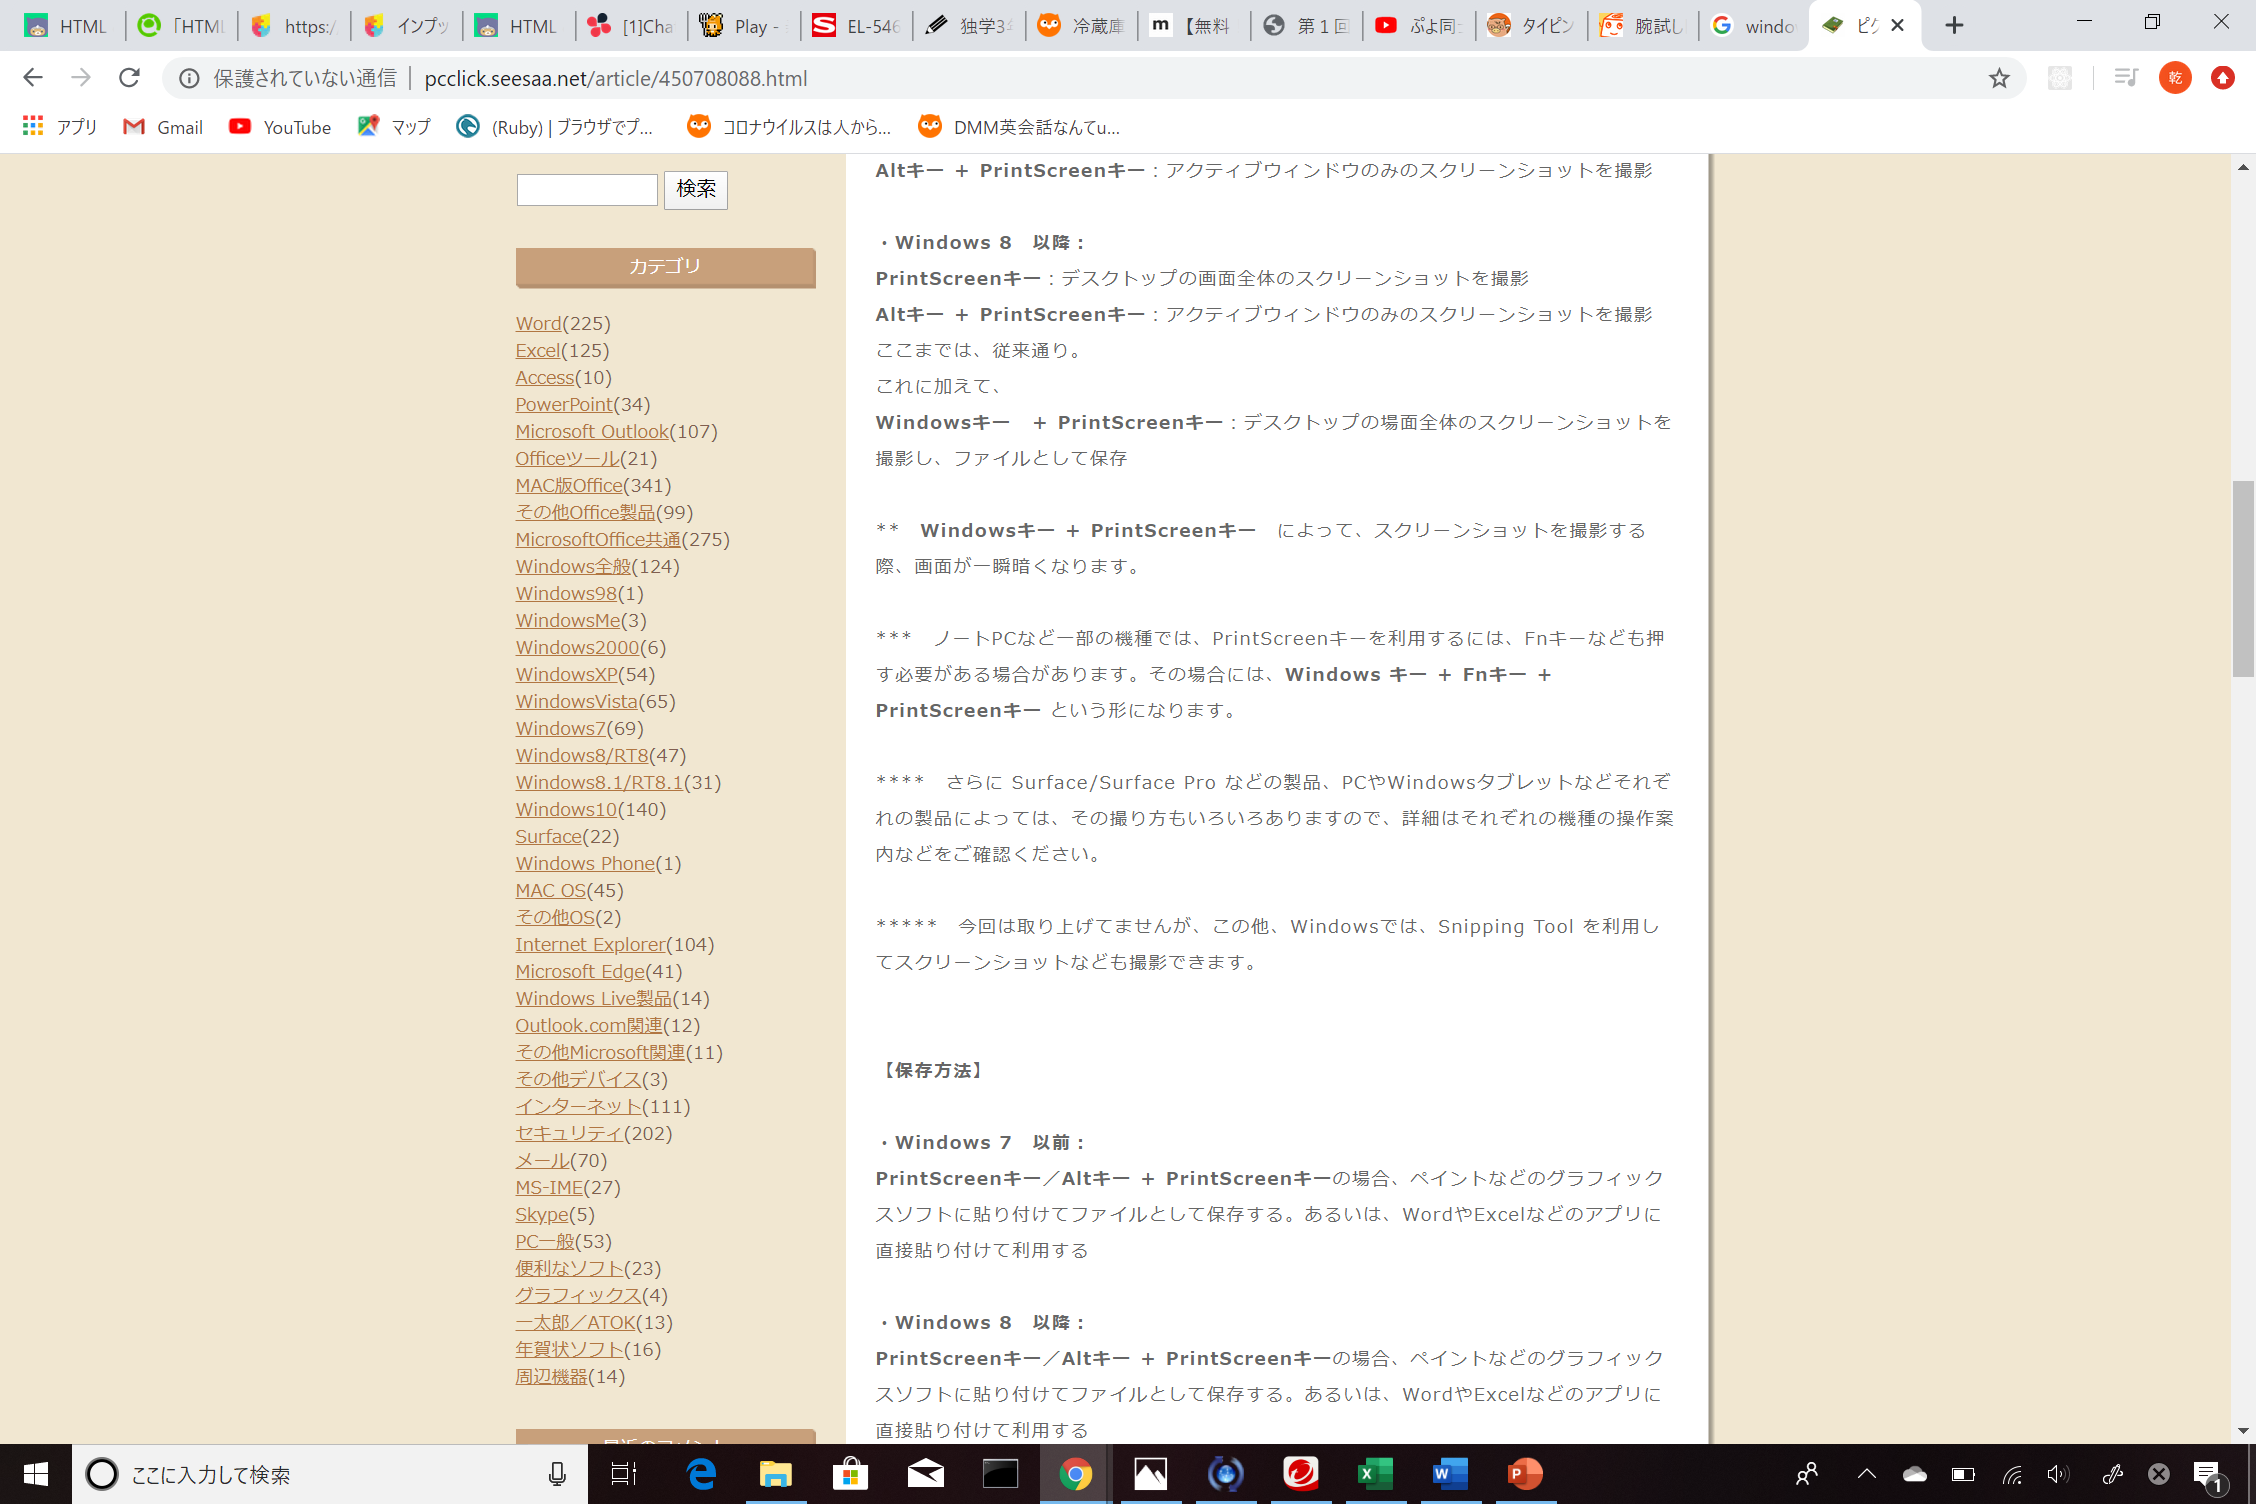 HTML
「HTML
https:/
インプッ
HTML
[1]Cha
Play -
EL-546
独学3年
冷蔵庫
【無料
第1回
ぷよ同士
タイピン
腕試し
windo
ピク
保護されていない通信
pcclick.seesaa.net/article/450708088.html
乾
アプリ
Gmail
YouTube
マップ
(Ruby) | ブラウザでプ...
コロナウイルスは人から...
DMM英会話なんてu...
検索
カテゴリ
Word(225)
Excel(125)
Access(10)
PowerPoint(34)
Microsoft Outlook(107)
Officeツール(21)
MAC版Office(341)
その他Office製品(99)
MicrosoftOffice共通(275)
Windows全般(124)
Windows98(1)
WindowsMe(3)
Windows2000(6)
WindowsXP(54)
WindowsVista(65)
Windows7(69)
Windows8/RT8(47)
Windows8.1/RT8.1(31)
Windows10(140)
Surface(22)
Windows Phone(1)
MAC OS(45)
その他OS(2)
Internet Explorer(104)
Microsoft Edge(41)
Windows Live製品(14)
Outlook.com関連(12)
その他Microsoft関連(11)
その他デバイス(3)
インターネット(111)
セキュリティ(202)
メール(70)
MS-IME(27)
Skype(5)
PC一般(53)
便利なソフト(23)
グラフィックス(4)
一太郎／ATOK(13)
年賀状ソフト(16)
周辺機器(14)
Altキー + PrintScreenキー：アクティブウィンドウのみのスクリーンショットを撮影
・Windows 8　以降：
PrintScreenキー：デスクトップの画面全体のスクリーンショットを撮影
Altキー + PrintScreenキー：アクティブウィンドウのみのスクリーンショットを撮影
ここまでは、従来通り。
これに加えて、
Windowsキー　+ PrintScreenキー：デスクトップの場面全体のスクリーンショットを
撮影し、ファイルとして保存
**　Windowsキー + PrintScreenキー　によって、スクリーンショットを撮影する
際、画面が一瞬暗くなります。
***　ノートPCなど一部の機種では、PrintScreenキーを利用するには、Fnキーなども押
す必要がある場合があります。その場合には、Windows キー + Fnキー +
PrintScreenキー という形になります。
****　さらに Surface/Surface Pro などの製品、PCやWindowsタブレットなどそれぞ
れの製品によっては、その撮り方もいろいろありますので、詳細はそれぞれの機種の操作案
内などをご確認ください。
*****　今回は取り上げてませんが、この他、Windowsでは、Snipping Tool を利用し
てスクリーンショットなども撮影できます。
【保存方法】
・Windows 7　以前：
PrintScreenキー／Altキー + PrintScreenキーの場合、ペイントなどのグラフィック
スソフトに貼り付けてファイルとして保存する。あるいは、WordやExcelなどのアプリに
直接貼り付けて利用する
・Windows 8　以降：
PrintScreenキー／Altキー + PrintScreenキーの場合、ペイントなどのグラフィック
スソフトに貼り付けてファイルとして保存する。あるいは、WordやExcelなどのアプリに
直接貼り付けて利用する
ここに入力して検索
1